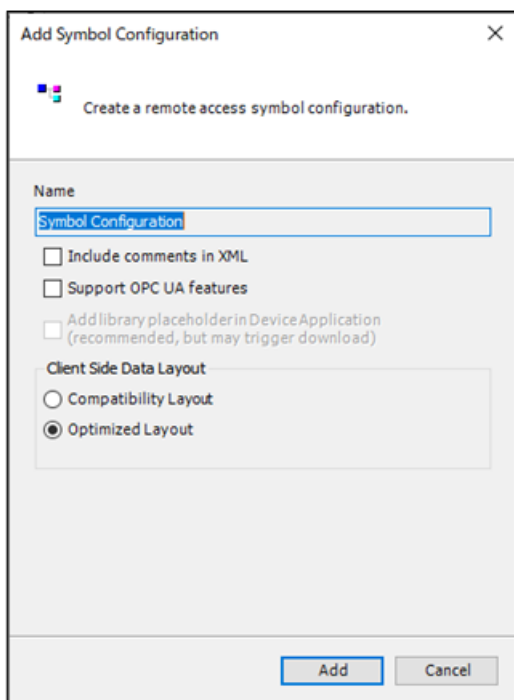 Add Symbol Configuration
Create a remote access symbol configuration.
Name
Symbol Configuration
Include comments in XML
Support OPC UA features
Add library placeholder in Device Application
(recommended, but may trigger download)
Client Side Data Layout
Compatibility Layout
Optimized Layout
Add
Cancel